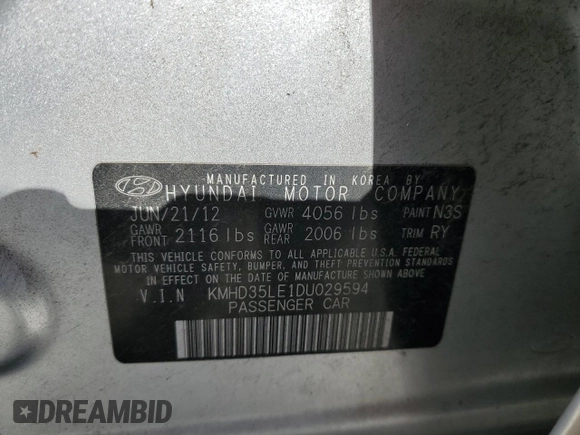 MANUFACTURED IN KOREA BY
HYUNDAI MOTOR COMPANY
JUN/21/12 GVWR 4056 lbs PAINT N3S
GAWR FRONT 2116 lbs GAWR REAR 2006 lbs TRIM RY
THIS VEHICLE CONFORMS TO ALL APPLICABLE U.S.A. FEDERAL
MOTOR VEHICLE SAFETY, BUMPER, AND THEFT PREVENTION STANDARDS
IN EFFECT ON THE DATE OF MANUFACTURE SHOWN ABOVE
V.I.N KMHD35LE1DU029594
PASSENGER CAR
DREAMBID